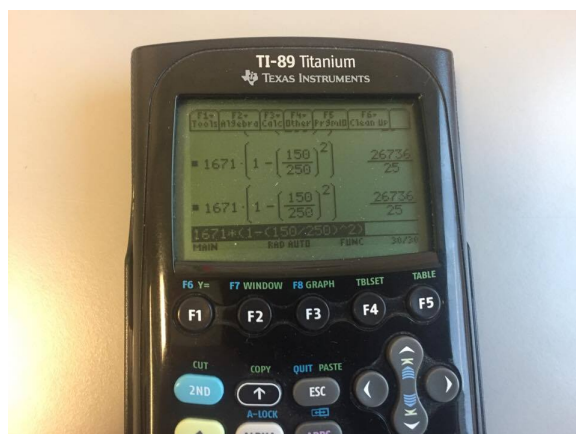 TI-89 Titanium
TEXAS INSTRUMENTS
F1 F2 F3 F4 F5 F6
Tools Algebra Calc Other PrgmIO Clean Up
1671·(1-(150/250)^2) 26736/25
1671·(1-(150/250)^2) 26736/25
1671*(1-(150/250)^2)
MAIN RAD AUTO FUNC 30/30
F6 Y= F7 WINDOW F8 GRAPH TBLSET TABLE
F1 F2 F3 F4 F5
CUT COPY QUIT PASTE
2ND ↑ ESC
A-LOCK
ALPHA APPS